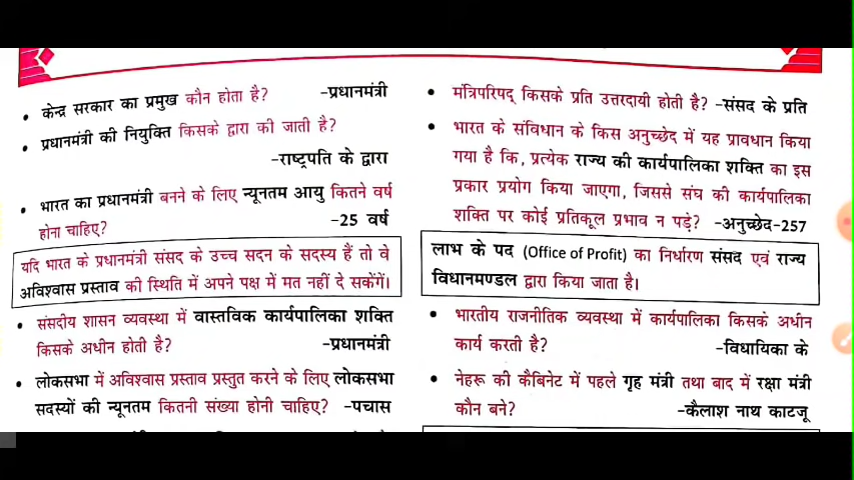 • केन्द्र सरकार का प्रमुख कौन होता है? -प्रधानमंत्री
• प्रधानमंत्री की नियुक्ति किसके द्वारा की जाती है?
-राष्ट्रपति के द्वारा
• भारत का प्रधानमंत्री बनने के लिए न्यूनतम आयु कितने वर्ष
होना चाहिए? -25 वर्ष
यदि भारत के प्रधानमंत्री संसद के उच्च सदन के सदस्य हैं तो वे
अविश्वास प्रस्ताव की स्थिति में अपने पक्ष में मत नहीं दे सकेंगें।
• संसदीय शासन व्यवस्था में वास्तविक कार्यपालिका शक्ति
किसके अधीन होती है? -प्रधानमंत्री
• लोकसभा में अविश्वास प्रस्ताव प्रस्तुत करने के लिए लोकसभा
सदस्यों की न्यूनतम कितनी संख्या होनी चाहिए? -पचास
• मंत्रिपरिषद् किसके प्रति उत्तरदायी होती है? -संसद के प्रति
• भारत के संविधान के किस अनुच्छेद में यह प्रावधान किया
गया है कि, प्रत्येक राज्य की कार्यपालिका शक्ति का इस
प्रकार प्रयोग किया जाएगा, जिससे संघ की कार्यपालिका
शक्ति पर कोई प्रतिकूल प्रभाव न पड़ं? -अनुच्छेद-257
लाभ के पद (Office of Profit) का निर्धारण संसद एवं राज्य
विधानमण्डल द्वारा किया जाता है।
• भारतीय राजनीतिक व्यवस्था में कार्यपालिका किसके अधीन
कार्य करती है? -विधायिका के
• नेहरू की कैबिनेट में पहले गृह मंत्री तथा बाद में रक्षा मंत्री
कौन बने? -कैलाश नाथ काटजू